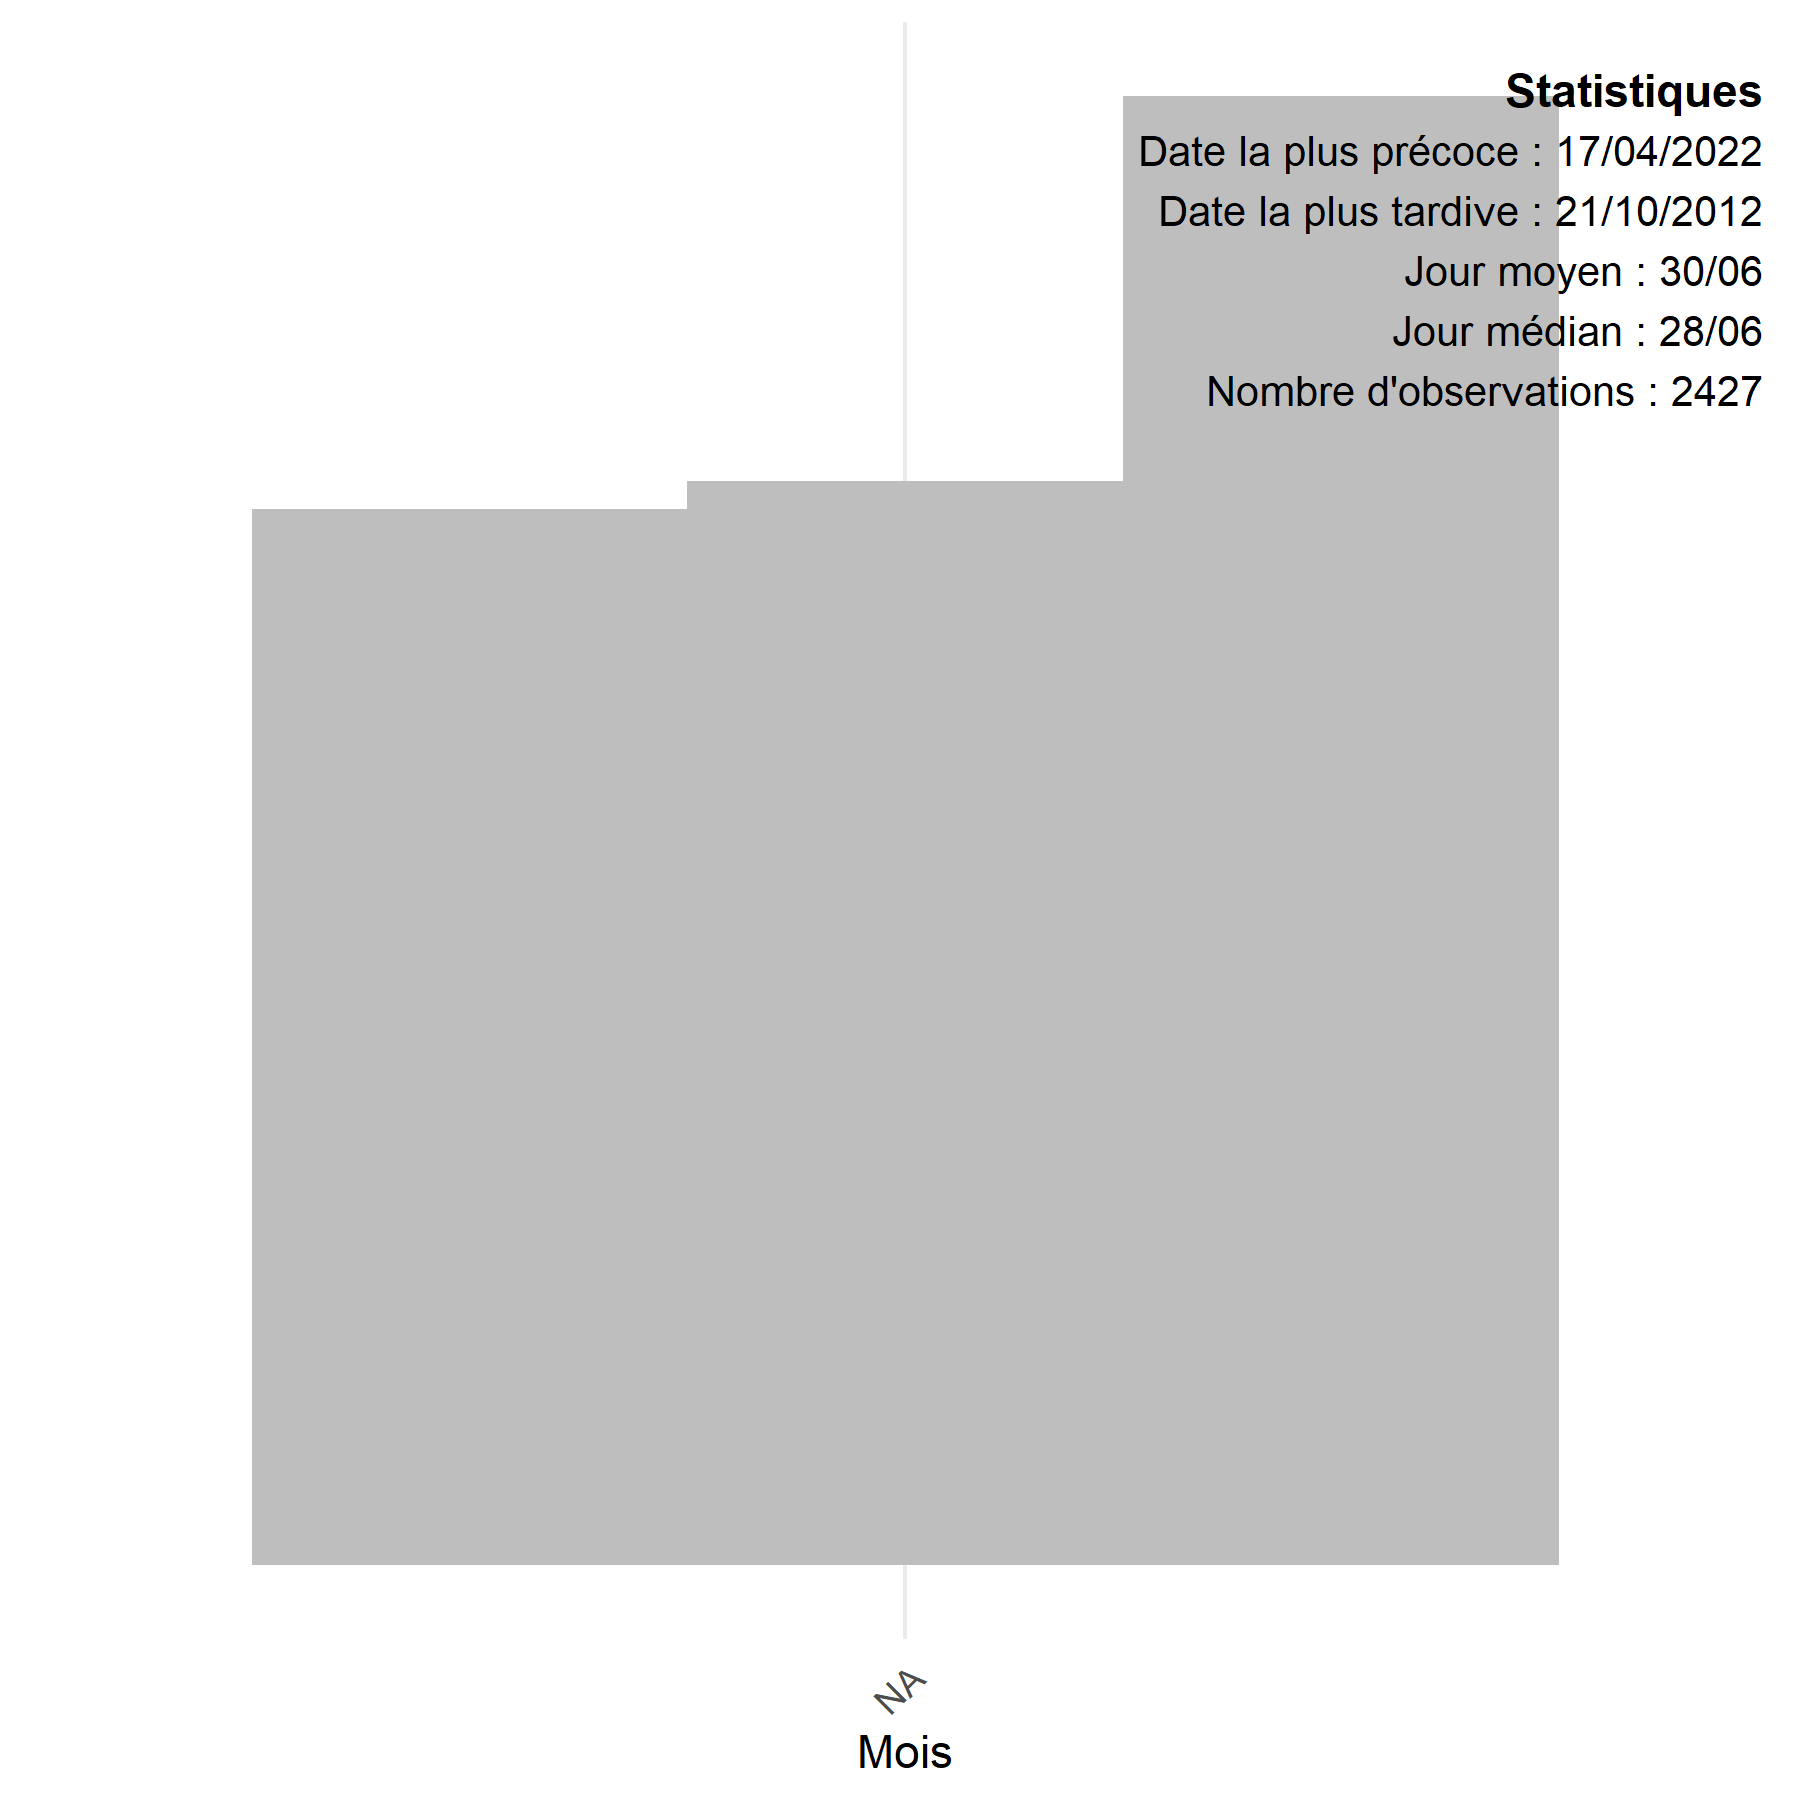 Statistiques
Date la plus précoce : 17/04/2022
Date la plus tardive : 21/10/2012
Jour moyen : 30/06
Jour médian : 28/06
Nombre d'observations : 2427
NA
Mois